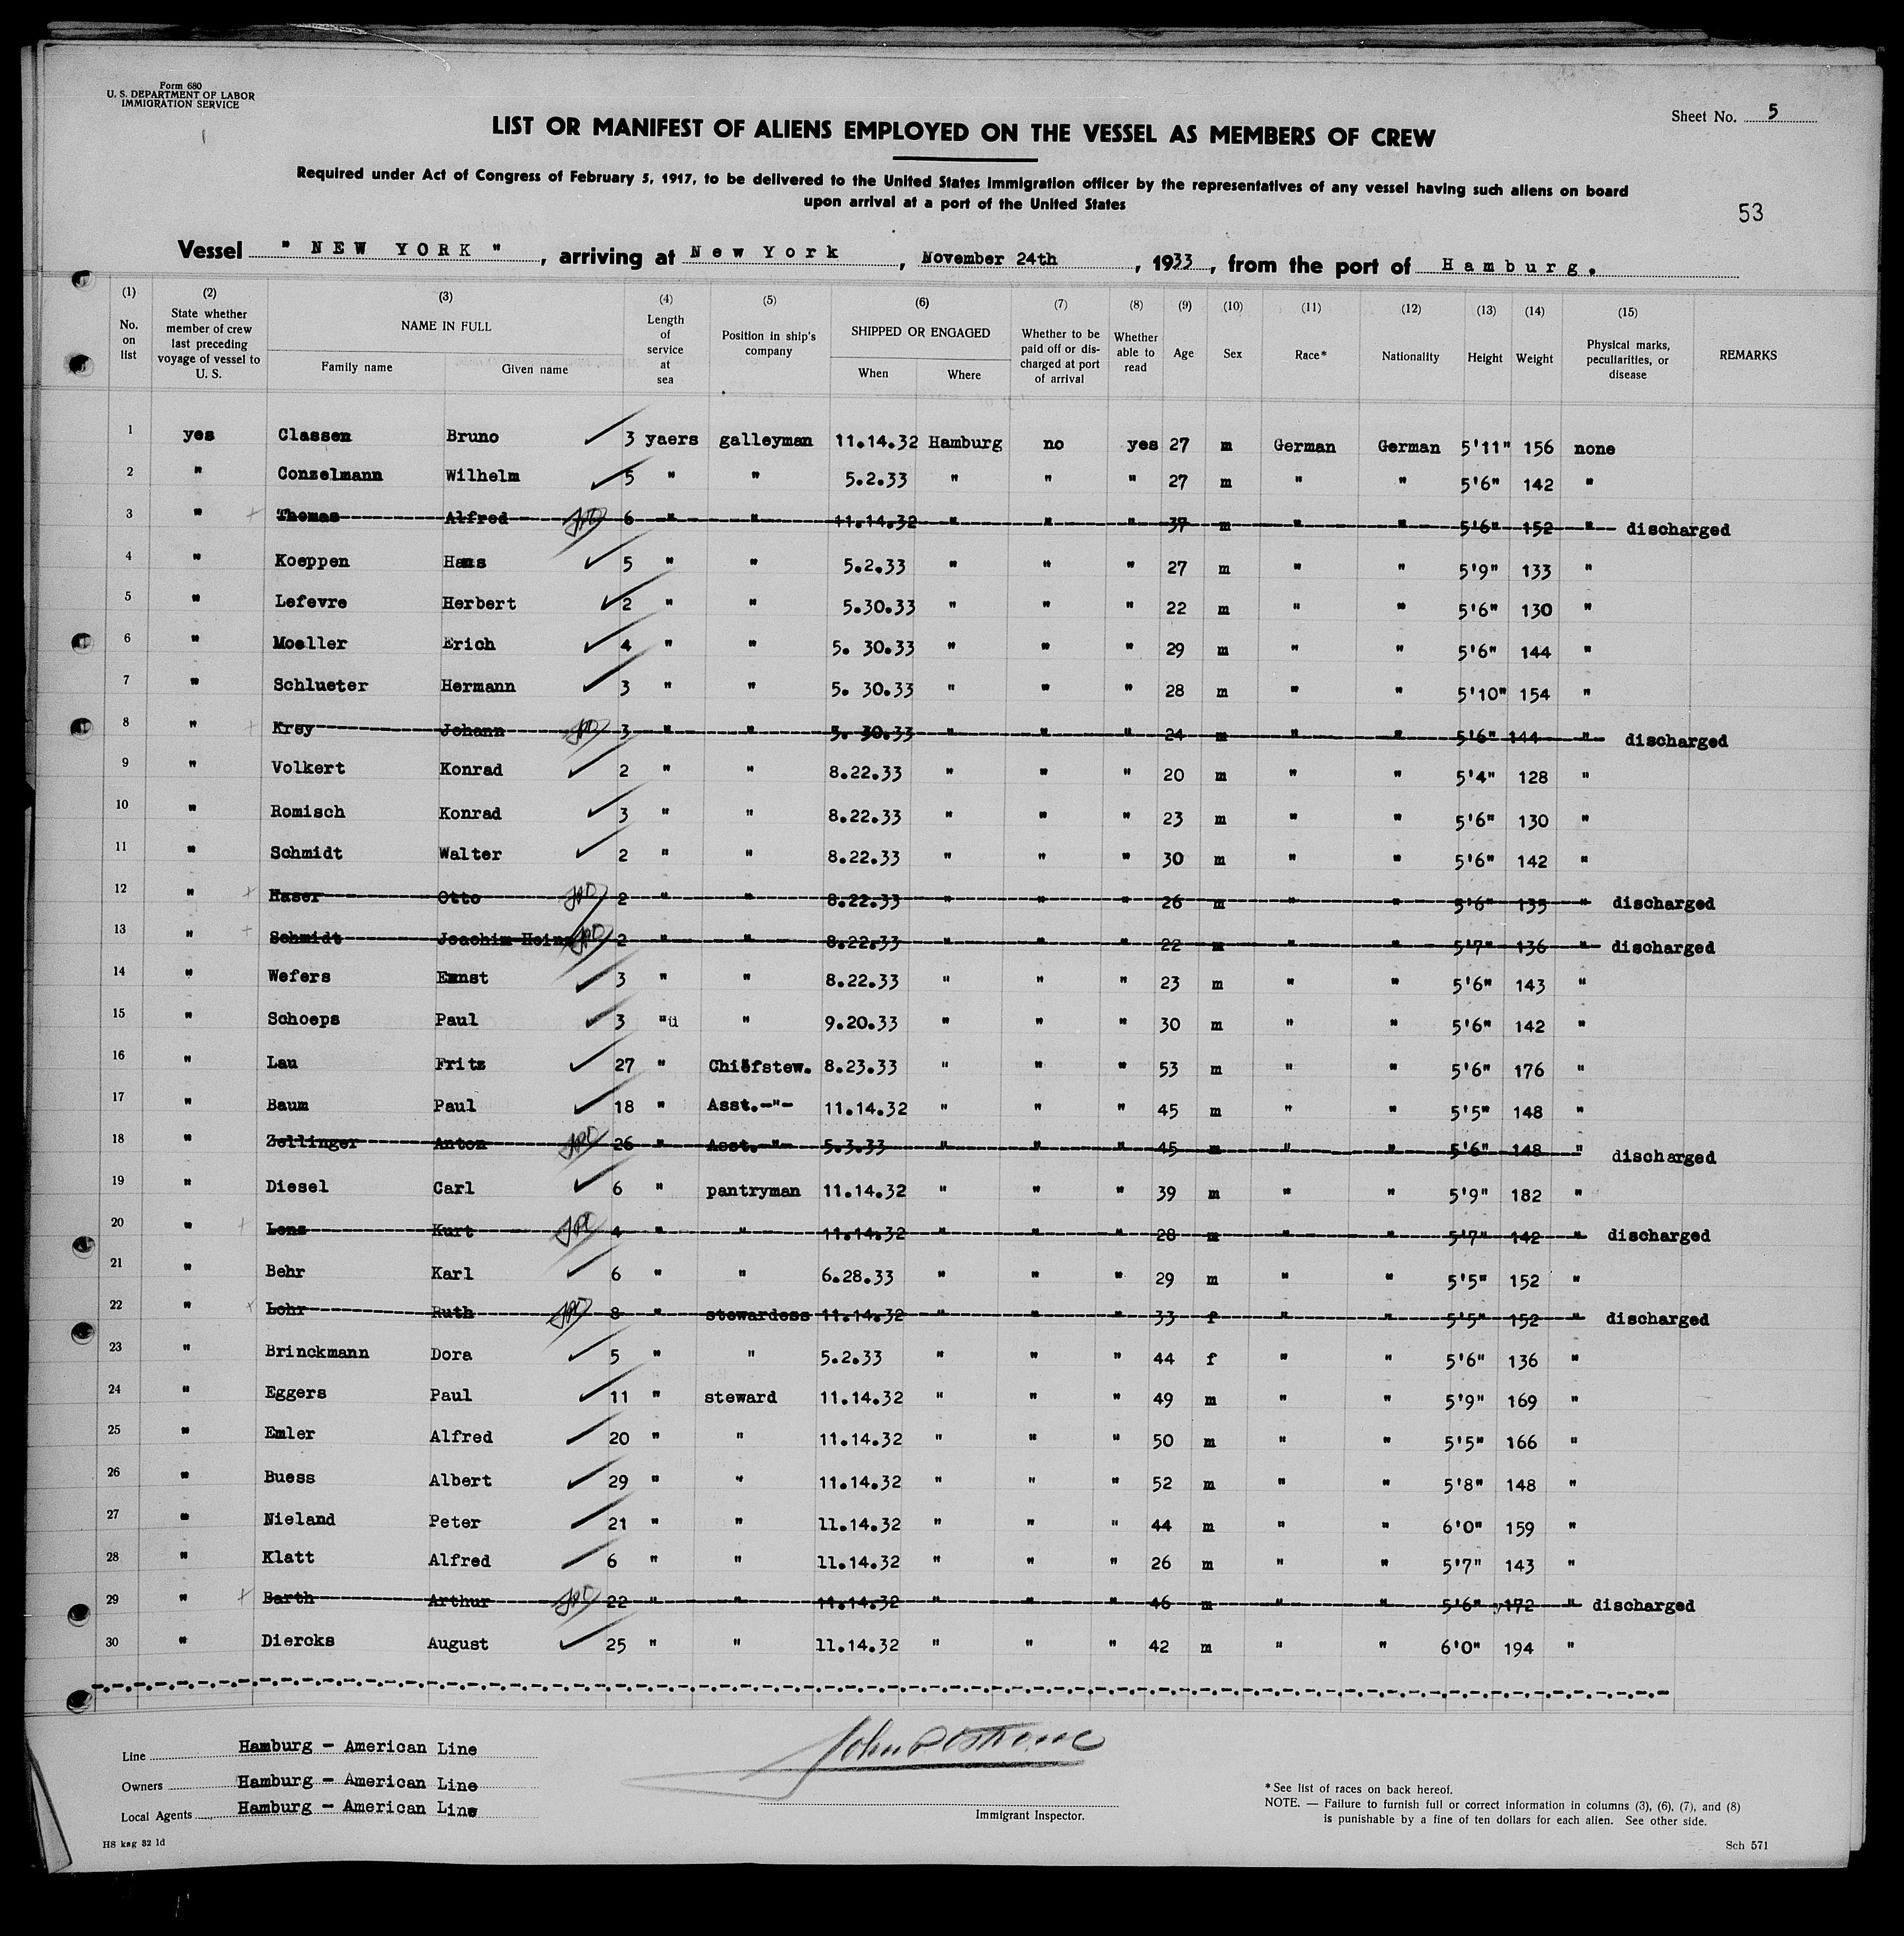 Form 680
U. S. DEPARTMENT OF LABOR
IMMIGRATION SERVICE
Sheet No. 5
LIST OR MANIFEST OF ALIENS EMPLOYED ON THE VESSEL AS MEMBERS OF CREW
Required under Act of Congress of February 5, 1917, to be delivered to the United States immigration officer by the representatives of any vessel having such aliens on board
upon arrival at a port of the United States
53
Vessel " NEW YORK ", arriving at New York, November 24th, 1933, from the port of Hamburg.
(1) (2) (3) (4) (5) (6) (7) (8) (9) (10) (11) (12) (13) (14) (15)
No. on list State whether member of crew last preceding voyage of vessel to U. S. NAME IN FULL Family name Given name Length of service at sea Position in ship's company SHIPPED OR ENGAGED When Where Whether to be paid off or discharged at port of arrival Whether able to read Age Sex Race* Nationality Height Weight Physical marks, peculiarities, or disease REMARKS
1 yes Classen Bruno 3 yaers galleyman 11.14.32 Hamburg no yes 27 m German German 5'11" 156 none
2 " Conzelmann Wilhelm 5 " " 5.2.33 " " " 27 m " " 5'6" 142 "
3 " Thomas Alfred 6 " " 11.14.32 " " " 37 m " " 5'6" 152 " discharged
4 " Koeppen Hans 5 " " 5.2.33 " " " 27 m " " 5'9" 133 "
5 " Lefevre Herbert 2 " " 5.30.33 " " " 22 m " " 5'6" 130 "
6 " Moeller Erich 4 " " 5. 30.33 " " " 29 m " " 5'6" 144 "
7 " Schlueter Hermann 3 " " 5. 30.33 " " " 28 m " " 5'10" 154 "
8 " Krey Johann 3 " " 5. 30.33 " " " 24 m " " 5'6" 144 " discharged
9 " Volkert Konrad 2 " " 8.22.33 " " " 20 m " " 5'4" 128 "
10 " Romisch Konrad 3 " " 8.22.33 " " " 23 m " " 5'6" 130 "
11 " Schmidt Walter 2 " " 8.22.33 " " " 30 m " " 5'6" 142 "
12 " Haser Otto 2 " " 8.22.33 " " " 26 m " " 5'6" 135 " discharged
13 " Schmidt Joachim Heinz 2 " " 8.22.33 " " " 22 m " " 5'7" 136 " discharged
14 " Wefers Ernst 3 " " 8.22.33 " " " 23 m " " 5'6" 143 "
15 " Schoeps Paul 3 "ü " 9.20.33 " " " 30 m " " 5'6" 142 "
16 " Lau Fritz 27 " Chiefstew. 8.23.33 " " " 53 m " " 5'6" 176 "
17 " Baum Paul 18 " Asst.-"- 11.14.32 " " " 45 m " " 5'5" 148 "
18 " Zellinger Anton 26 " Asst.-"- 5.3.33 " " " 45 m " " 5'6" 148 " discharged
19 " Diesel Carl 6 " pantryman 11.14.32 " " " 39 m " " 5'9" 182 "
20 " Lenz Kurt 4 " " 11.14.32 " " " 28 m " " 5'7" 142 " discharged
21 " Behr Karl 6 " " 6.28.33 " " " 29 m " " 5'5" 152 "
22 " Lohr Ruth 8 " stewardess 11.14.32 " " " 33 f " " 5'5" 152 " discharged
23 " Brinckmann Dora 5 " " 5.2.33 " " " 44 f " " 5'6" 136 "
24 " Eggers Paul 11 " steward 11.14.32 " " " 49 m " " 5'9" 169 "
25 " Emler Alfred 20 " " 11.14.32 " " " 50 m " " 5'5" 166 "
26 " Buess Albert 29 " " 11.14.32 " " " 52 m " " 5'8" 148 "
27 " Nieland Peter 21 " " 11.14.32 " " " 44 m " " 6'0" 159 "
28 " Klatt Alfred 6 " " 11.14.32 " " " 26 m " " 5'7" 143 "
29 " Barth Arthur 22 " " 11.14.32 " " " 46 m " " 5'6" 172 " discharged
30 " Diercks August 25 " " 11.14.32 " " " 42 m " " 6'0" 194 "
Line Hamburg - American Line
Owners Hamburg - American Line
Local Agents Hamburg - American Line
Immigrant Inspector.
* See list of races on back hereof.
NOTE. — Failure to furnish full or correct information in columns (3), (6), (7), and (8)
is punishable by a fine of ten dollars for each alien. See other side.
HS ksg 32 1d
Sch 571